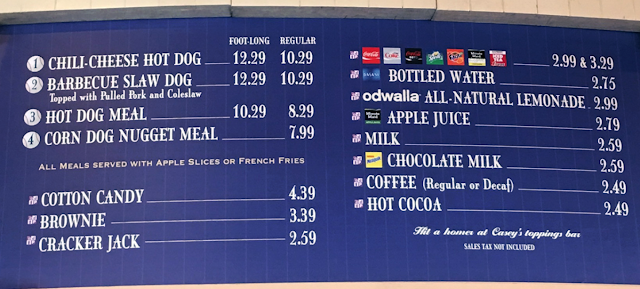 FOOT-LONG REGULAR
1 CHILI-CHEESE HOT DOG 12.29 10.29
2 BARBECUE SLAW DOG 12.29 10.29
Topped with Pulled Pork and Coleslaw
3 HOT DOG MEAL 10.29 8.29
4 CORN DOG NUGGET MEAL 7.99
ALL MEALS SERVED WITH APPLE SLICES OR FRENCH FRIES
COTTON CANDY 4.39
BROWNIE 3.39
CRACKER JACK 2.59
2.99 & 3.29
BOTTLED WATER 2.75
odwalla ALL-NATURAL LEMONADE 2.99
APPLE JUICE 2.79
MILK 2.59
CHOCOLATE MILK 2.59
COFFEE (Regular or Decaf) 2.49
HOT COCOA 2.49
Hit a homer at Casey's toppings bar
SALES TAX NOT INCLUDED